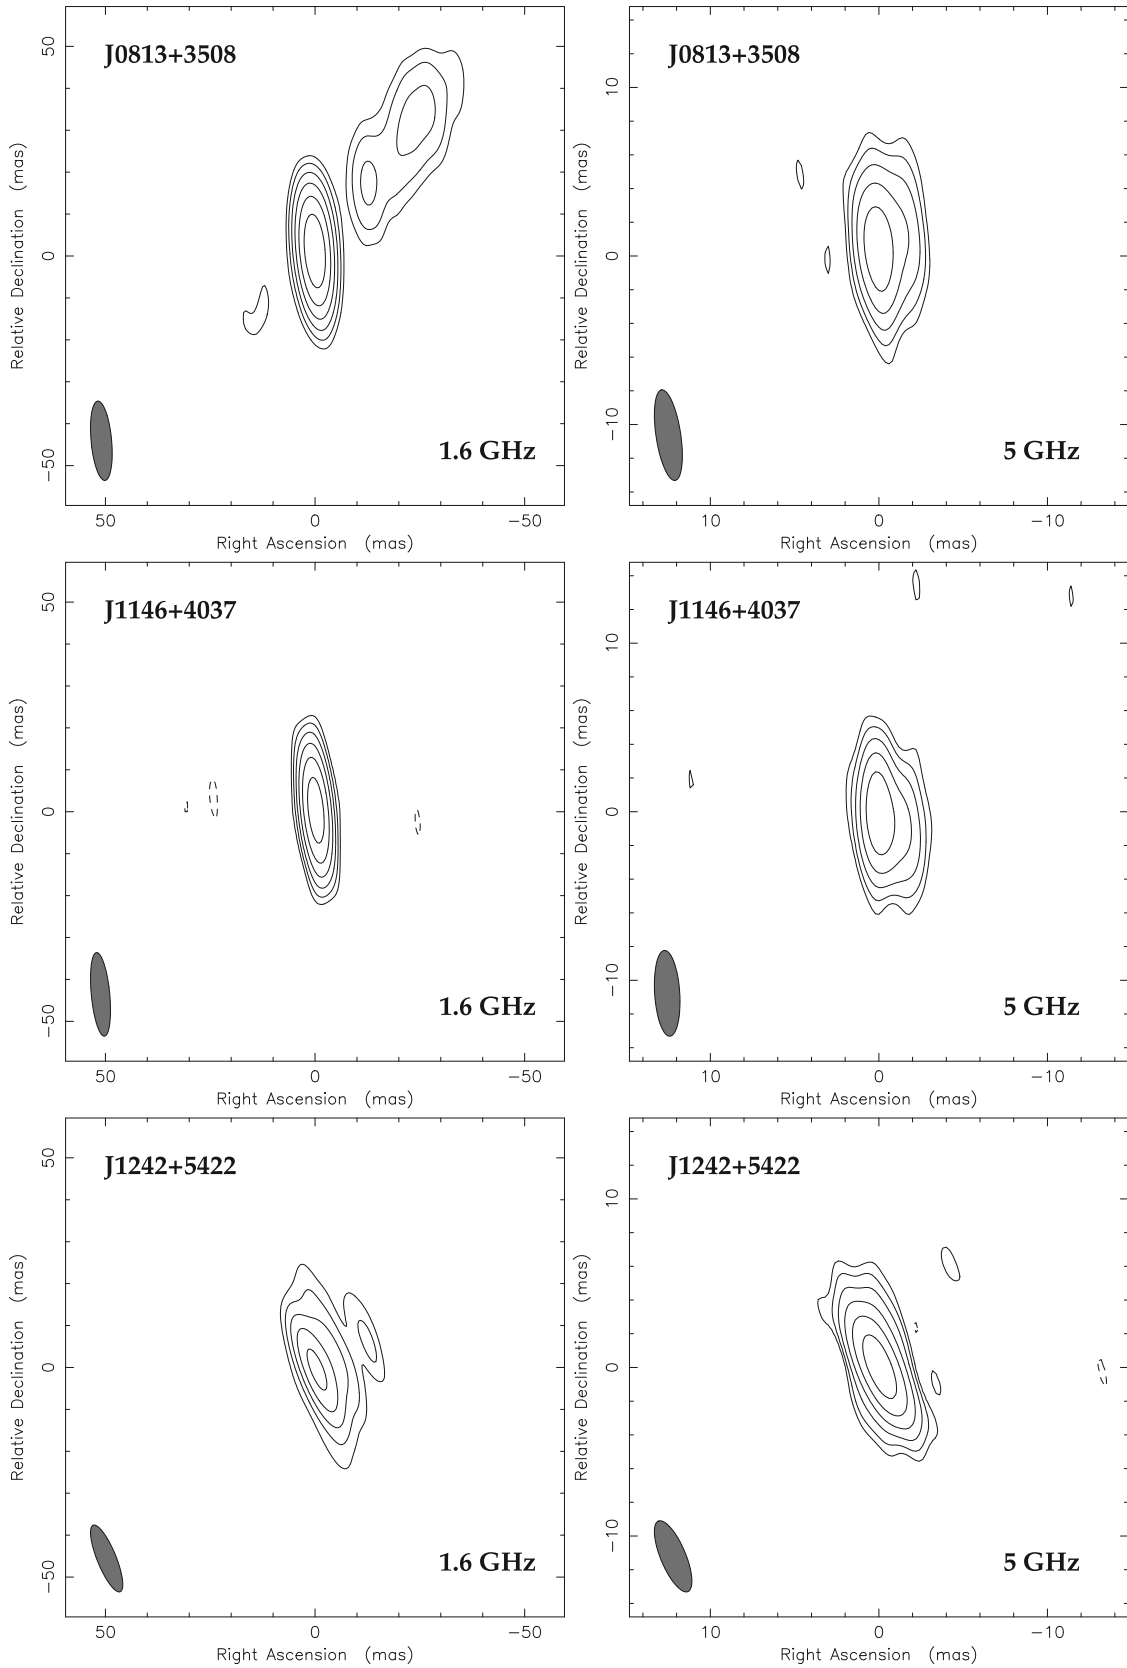 J0813+3508
Relative Declination (mas)
50
0
−50
1.6 GHz
50 0 −50
Right Ascension (mas)
J0813+3508
Relative Declination (mas)
10
0
−10
5 GHz
10 0 −10
Right Ascension (mas)
J1146+4037
Relative Declination (mas)
50
0
−50
1.6 GHz
50 0 −50
Right Ascension (mas)
J1146+4037
Relative Declination (mas)
10
0
−10
5 GHz
10 0 −10
Right Ascension (mas)
J1242+5422
Relative Declination (mas)
50
0
−50
1.6 GHz
50 0 −50
Right Ascension (mas)
J1242+5422
Relative Declination (mas)
10
0
−10
5 GHz
10 0 −10
Right Ascension (mas)